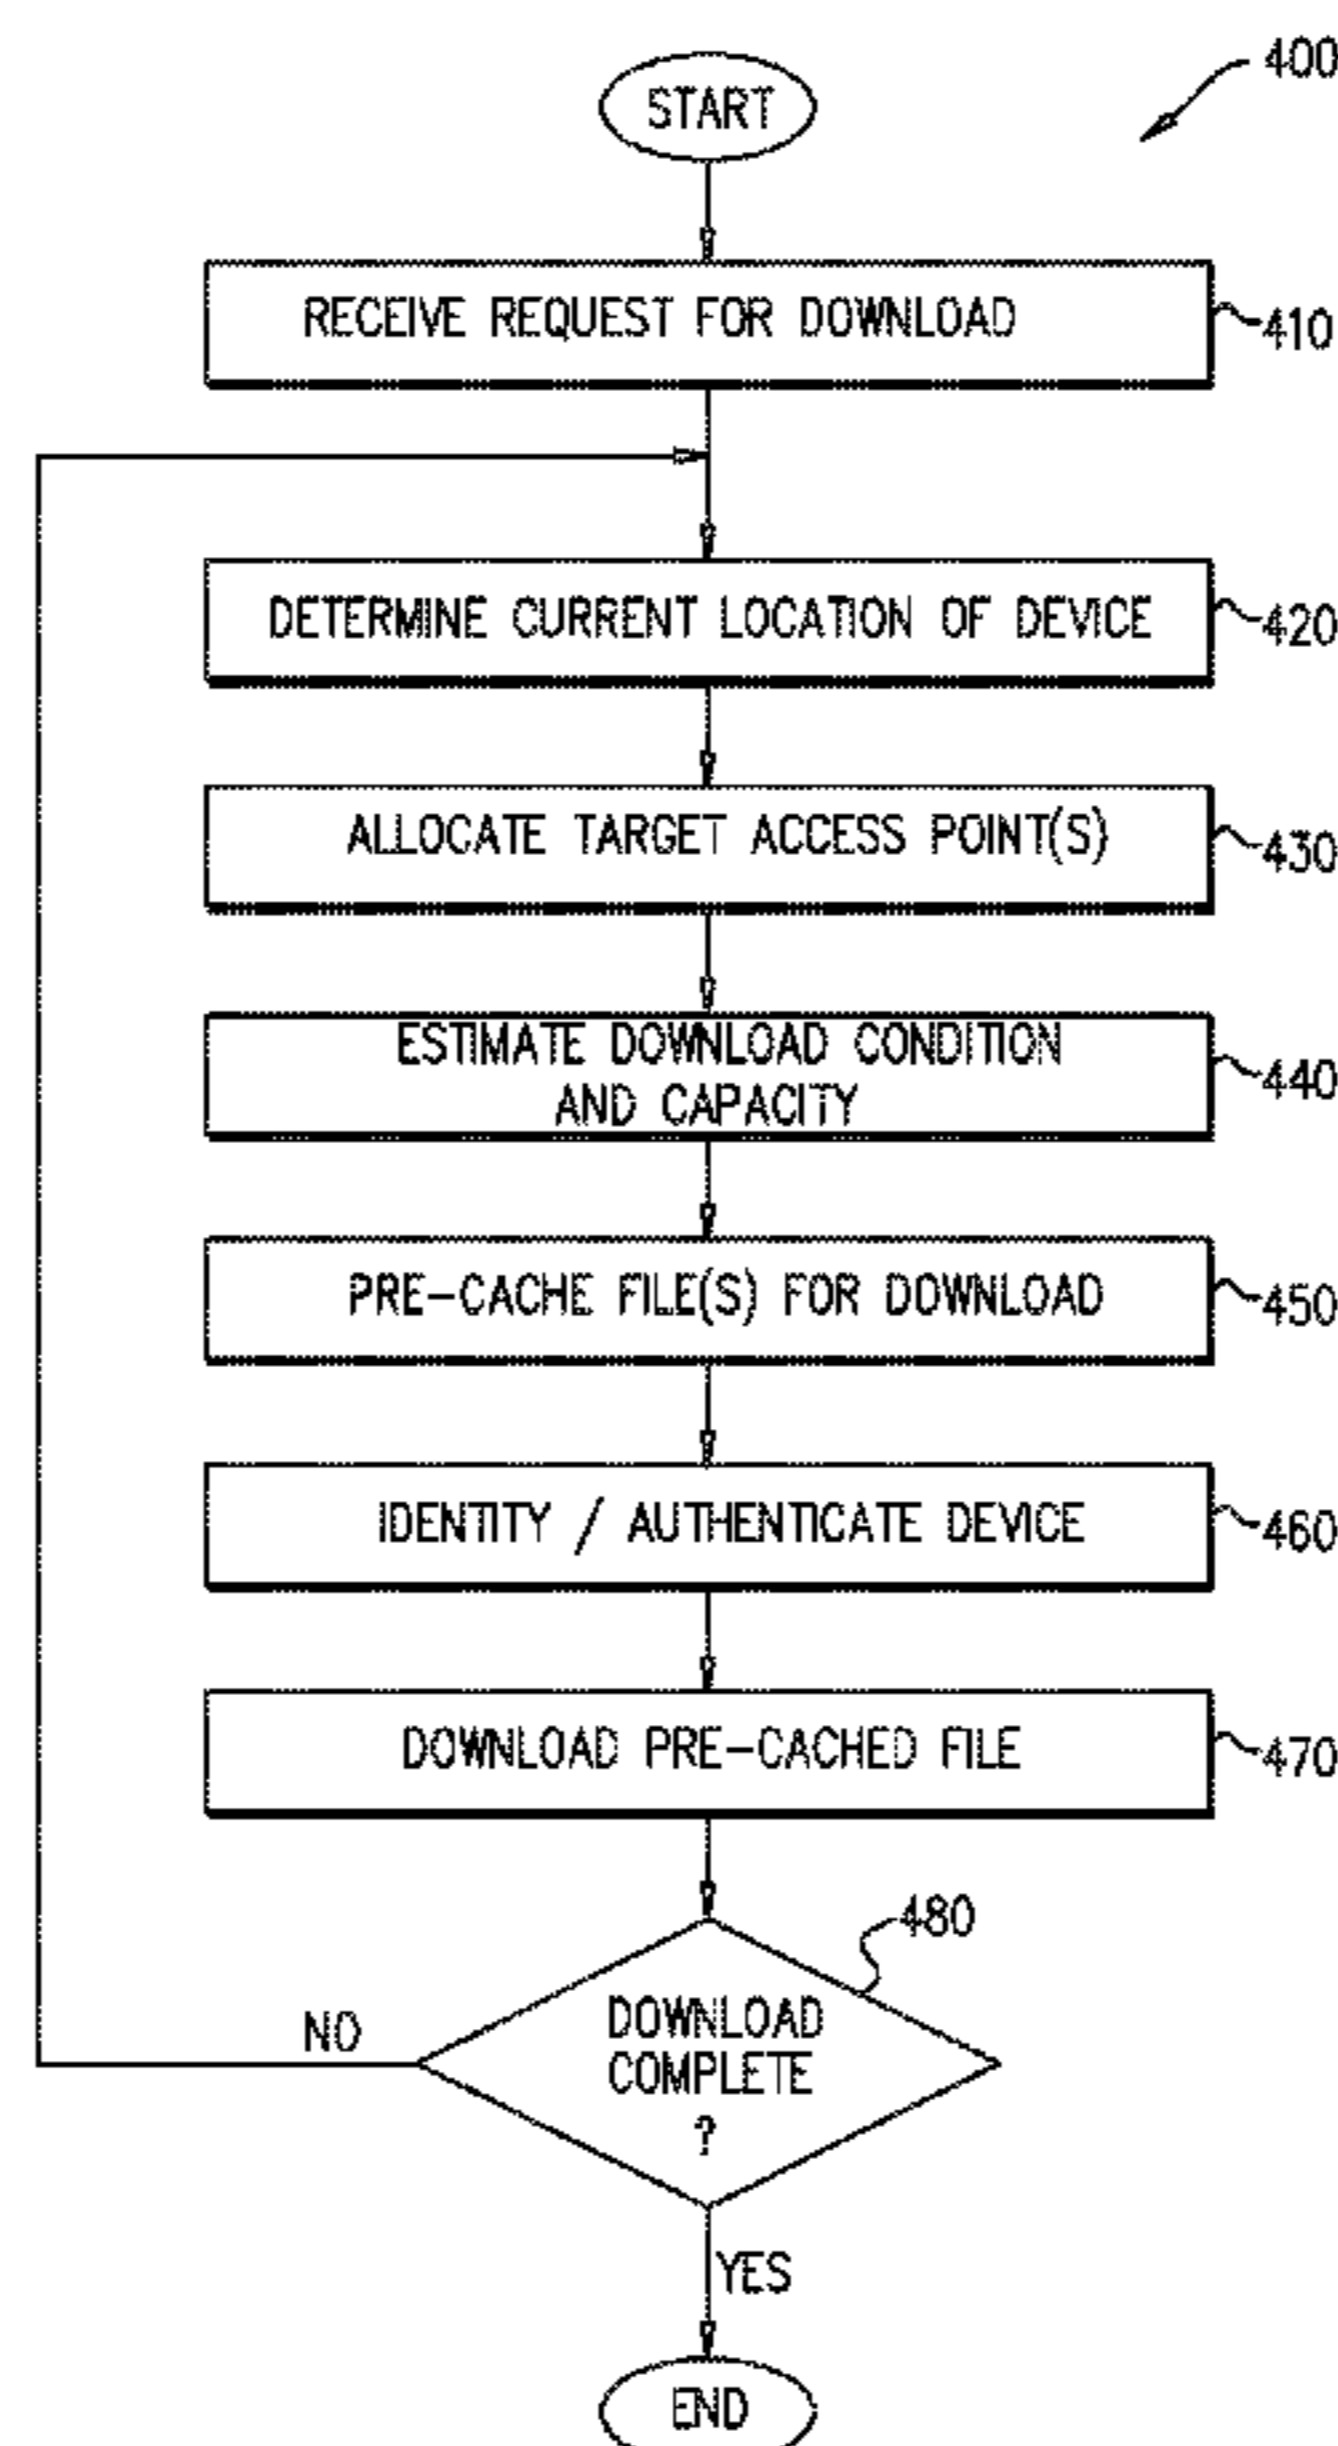 400
START
RECEIVE REQUEST FOR DOWNLOAD
410
DETERMINE CURRENT LOCATION OF DEVICE
420
ALLOCATE TARGET ACCESS POINT(S)
430
ESTIMATE DOWNLOAD CONDITION
AND CAPACITY
440
PRE-CACHE FILE(S) FOR DOWNLOAD
450
IDENTITY / AUTHENTICATE DEVICE
460
DOWNLOAD PRE-CACHED FILE
470
480
DOWNLOAD
COMPLETE
?
NO
YES
END